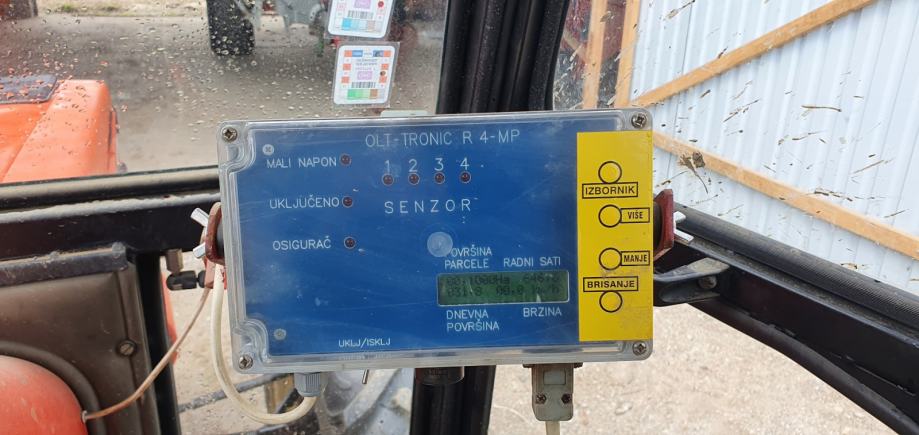 OLT-TRONIC R 4-MP
MALI NAPON
1 2 3 4
UKLJUČENO
SENZOR
OSIGURAČ
POVRŠINA
PARCELE
RADNI SATI
DNEVNA
POVRŠINA
BRZINA
UKLJ/ISKLJ
IZBORNIK
VIŠE
MANJE
BRISANJE